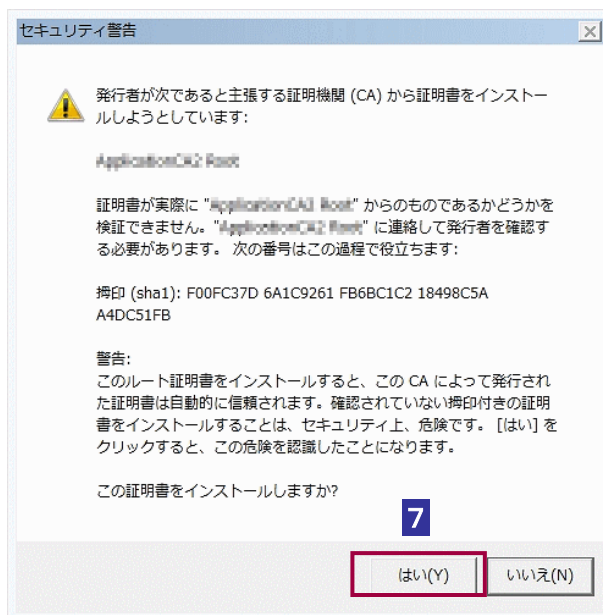 セキュリティ警告
発行者が次であると主張する証明機関 (CA) から証明書をインストー
ルしようとしています:
証明書が実際に "" からのものであるかどうかを
検証できません。"" に連絡して発行者を確認す
る必要があります。 次の番号はこの過程で役立ちます:
拇印 (sha1): F00FC37D 6A1C9261 FB6BC1C2 18498C5A
A4DC51FB
警告:
このルート証明書をインストールすると、この CA によって発行され
た証明書は自動的に信頼されます。確認されていない拇印付きの証明
書をインストールすることは、セキュリティ上、危険です。 [はい] を
クリックすると、この危険を認識したことになります。
この証明書をインストールしますか?
7
はい(Y)
いいえ(N)